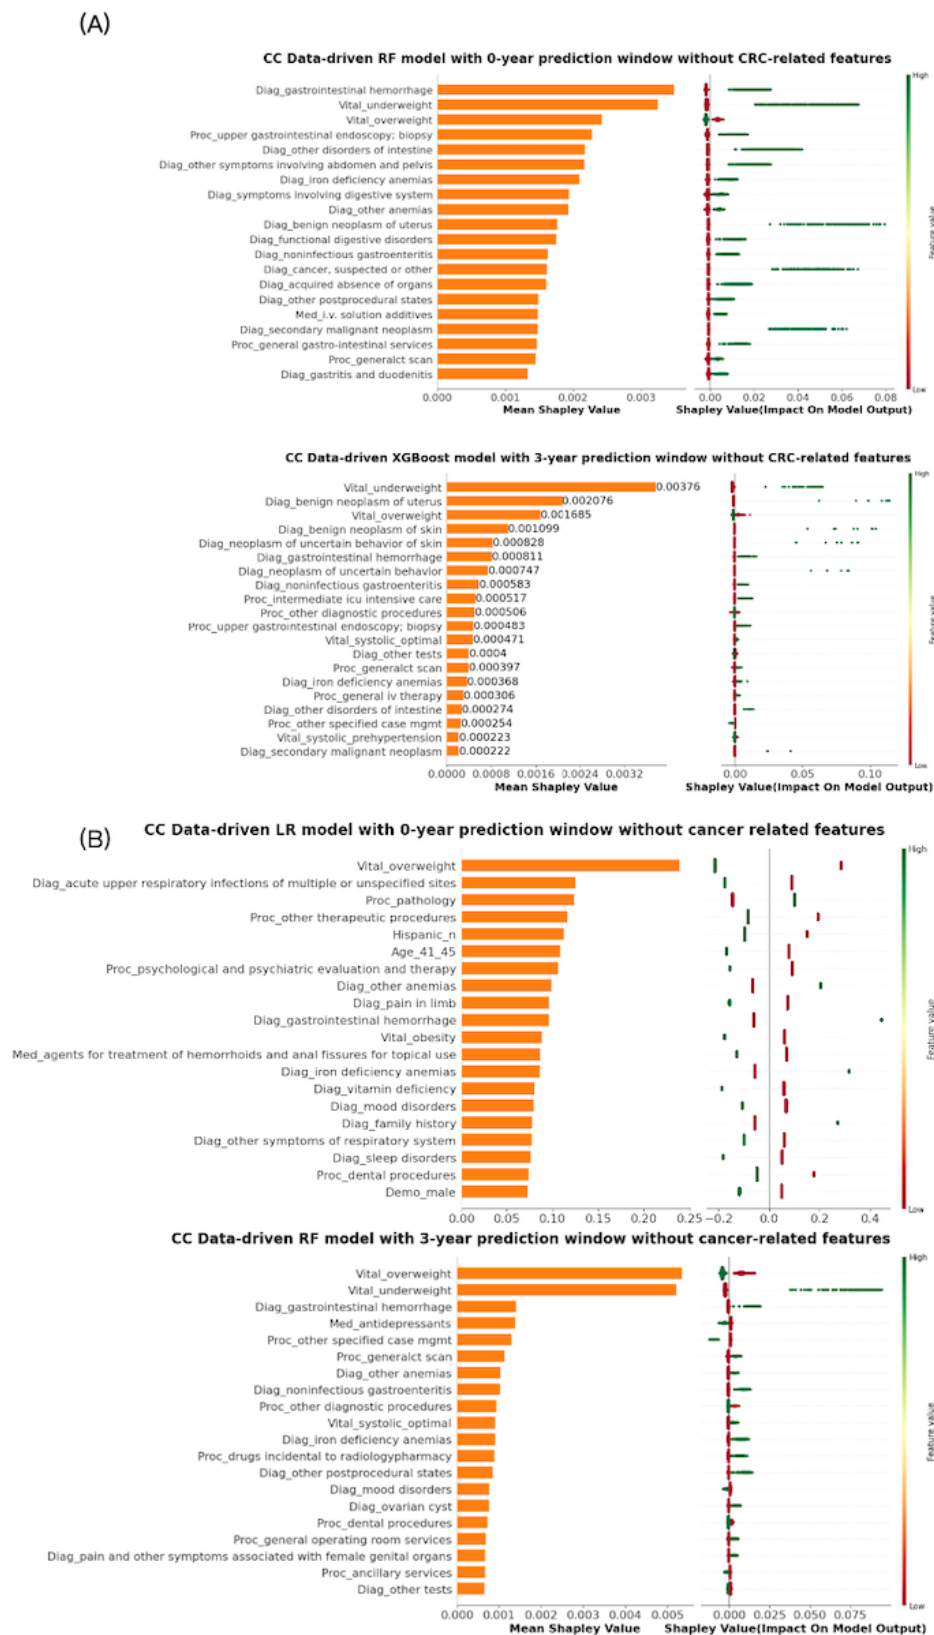 (A)
CC Data-driven RF model with 0-year prediction window without CRC-related features
Diag_gastrointestinal hemorrhage
Vital_underweight
Vital_overweight
Proc_upper gastrointestinal endoscopy; biopsy
Diag_other disorders of intestine
Diag_other symptoms involving abdomen and pelvis
Diag_iron deficiency anemias
Diag_symptoms involving digestive system
Diag_other anemias
Diag_benign neoplasm of uterus
Diag_functional digestive disorders
Diag_noninfectious gastroenteritis
Diag_cancer, suspected or other
Diag_acquired absence of organs
Diag_other postprocedural states
Med_i.v. solution additives
Diag_secondary malignant neoplasm
Proc_general gastro-intestinal services
Proc_generalct scan
Diag_gastritis and duodenitis
0.000 0.001 0.002 0.003
Mean Shapley Value
0.00 0.02 0.04 0.06 0.08
Shapley Value(Impact On Model Output)
High
Feature value
Low
CC Data-driven XGBoost model with 3-year prediction window without CRC-related features
Vital_underweight 0.00376
Diag_benign neoplasm of uterus 0.002076
Vital_overweight 0.001685
Diag_benign neoplasm of skin 0.001099
Diag_neoplasm of uncertain behavior of skin 0.000828
Diag_gastrointestinal hemorrhage 0.000811
Diag_neoplasm of uncertain behavior 0.000747
Diag_noninfectious gastroenteritis 0.000583
Proc_intermediate icu intensive care 0.000517
Proc_other diagnostic procedures 0.000506
Proc_upper gastrointestinal endoscopy; biopsy 0.000483
Vital_systolic_optimal 0.000471
Diag_other tests 0.0004
Proc_generalct scan 0.000397
Diag_iron deficiency anemias 0.000368
Proc_general iv therapy 0.000306
Diag_other disorders of intestine 0.000274
Proc_other specified case mgmt 0.000254
Vital_systolic_prehypertension 0.000223
Diag_secondary malignant neoplasm 0.000222
0.0000 0.0008 0.0016 0.0024 0.0032
Mean Shapley Value
0.00 0.05 0.10
Shapley Value(Impact On Model Output)
High
Feature value
Low
(B)
CC Data-driven LR model with 0-year prediction window without cancer related features
Vital_overweight
Diag_acute upper respiratory infections of multiple or unspecified sites
Proc_pathology
Proc_other therapeutic procedures
Hispanic_n
Age_41_45
Proc_psychological and psychiatric evaluation and therapy
Diag_other anemias
Diag_pain in limb
Diag_gastrointestinal hemorrhage
Vital_obesity
Med_agents for treatment of hemorrhoids and anal fissures for topical use
Diag_iron deficiency anemias
Diag_vitamin deficiency
Diag_mood disorders
Diag_family history
Diag_other symptoms of respiratory system
Diag_sleep disorders
Proc_dental procedures
Demo_male
0.00 0.05 0.10 0.15 0.20 0.25
−0.2 0.0 0.2 0.4
High
Feature value
Low
CC Data-driven RF model with 3-year prediction window without cancer-related features
Vital_overweight
Vital_underweight
Diag_gastrointestinal hemorrhage
Med_antidepressants
Proc_other specified case mgmt
Proc_generalct scan
Diag_other anemias
Diag_noninfectious gastroenteritis
Proc_other diagnostic procedures
Vital_systolic_optimal
Diag_iron deficiency anemias
Proc_drugs incidental to radiologypharmacy
Diag_other postprocedural states
Diag_mood disorders
Diag_ovarian cyst
Proc_dental procedures
Proc_general operating room services
Diag_pain and other symptoms associated with female genital organs
Proc_ancillary services
Diag_other tests
0.000 0.001 0.002 0.003 0.004 0.005
Mean Shapley Value
0.000 0.025 0.050 0.075
Shapley Value(Impact On Model Output)
High
Feature value
Low